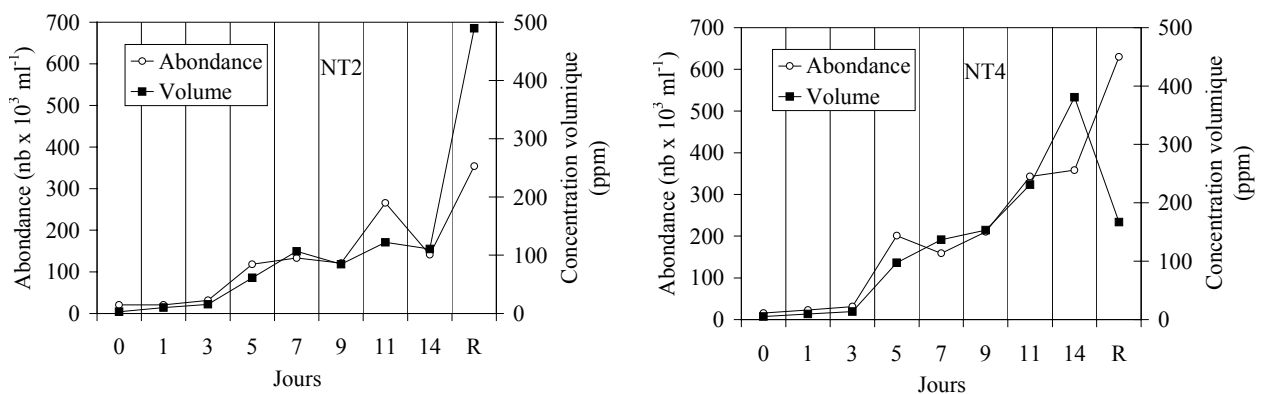 700
600
500
400
300
200
100
0
Abondance (nb x 10³ ml⁻¹)
Abondance
Volume
NT2
500
400
300
200
100
0
Concentration volumique
(ppm)
0 1 3 5 7 9 11 14 R
Jours
700
600
500
400
300
200
100
0
Abondance (nb x 10³ ml⁻¹)
Abondance
Volume
NT4
500
400
300
200
100
0
Concentration volumique
(ppm)
0 1 3 5 7 9 11 14 R
Jours